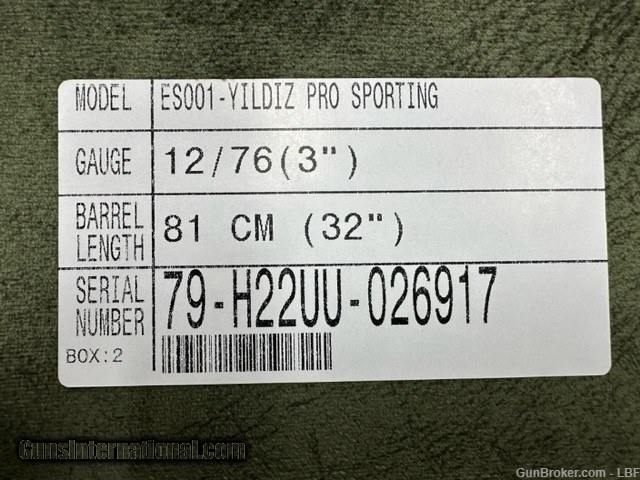 MODEL ES001-YILDIZ PRO SPORTING
GAUGE 12/76(3")
BARREL LENGTH 81 CM (32")
SERIAL NUMBER 79-H22UU-026917
BOX:2
GunsInternational.com
GunBroker.com - LBF